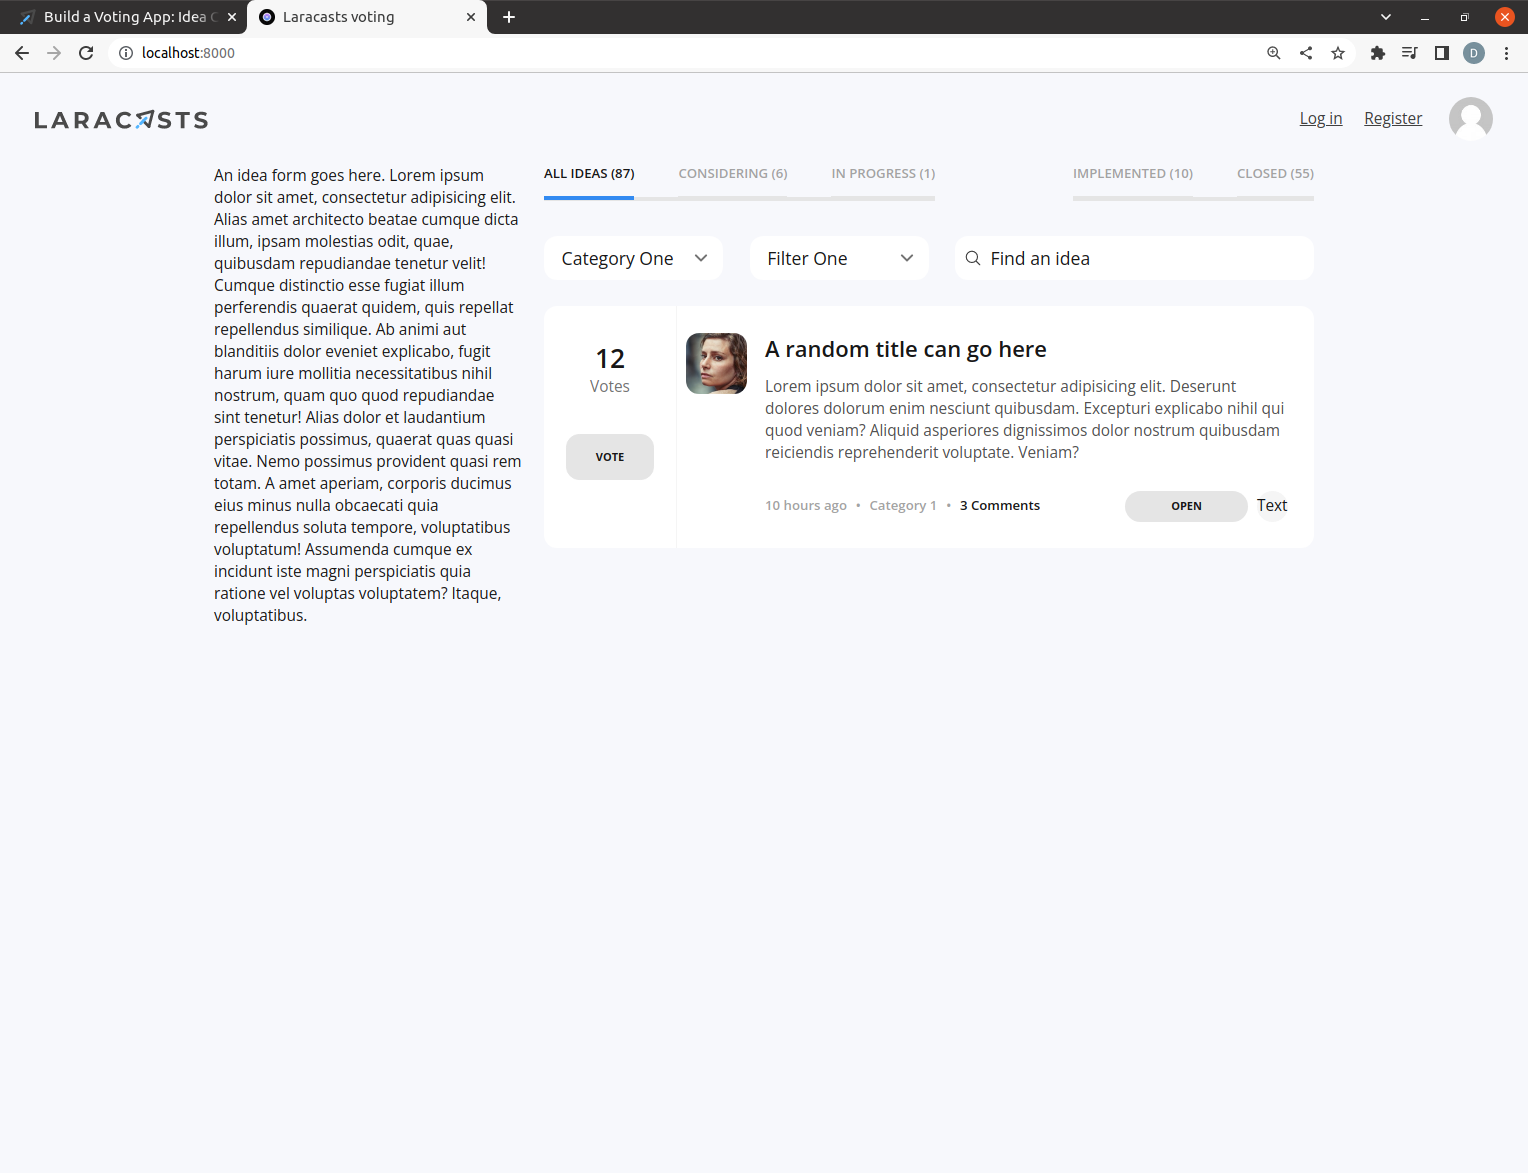 Build a Voting App: Idea
Laracasts voting
localhost:8000
D
LARACASTS
Log in
Register
An idea form goes here. Lorem ipsum
dolor sit amet, consectetur adipisicing elit.
Alias amet architecto beatae cumque dicta
illum, ipsam molestias odit, quae,
quibusdam repudiandae tenetur velit!
Cumque distinctio esse fugiat illum
perferendis quaerat quidem, quis repellat
repellendus similique. Ab animi aut
blanditiis dolor eveniet explicabo, fugit
harum iure mollitia necessitatibus nihil
nostrum, quam quo quod repudiandae
sint tenetur! Alias dolor et laudantium
perspiciatis possimus, quaerat quas quasi
vitae. Nemo possimus provident quasi rem
totam. A amet aperiam, corporis ducimus
eius minus nulla obcaecati quia
repellendus soluta tempore, voluptatibus
voluptatum! Assumenda cumque ex
incidunt iste magni perspiciatis quia
ratione vel voluptas voluptatem? Itaque,
voluptatibus.
ALL IDEAS (87)
CONSIDERING (6)
IN PROGRESS (1)
IMPLEMENTED (10)
CLOSED (55)
Category One
Filter One
Find an idea
12
Votes
VOTE
A random title can go here
Lorem ipsum dolor sit amet, consectetur adipisicing elit. Deserunt
dolores dolorum enim nesciunt quibusdam. Excepturi explicabo nihil qui
quod veniam? Aliquid asperiores dignissimos dolor nostrum quibusdam
reiciendis reprehenderit voluptate. Veniam?
10 hours ago • Category 1 • 3 Comments
OPEN
Text